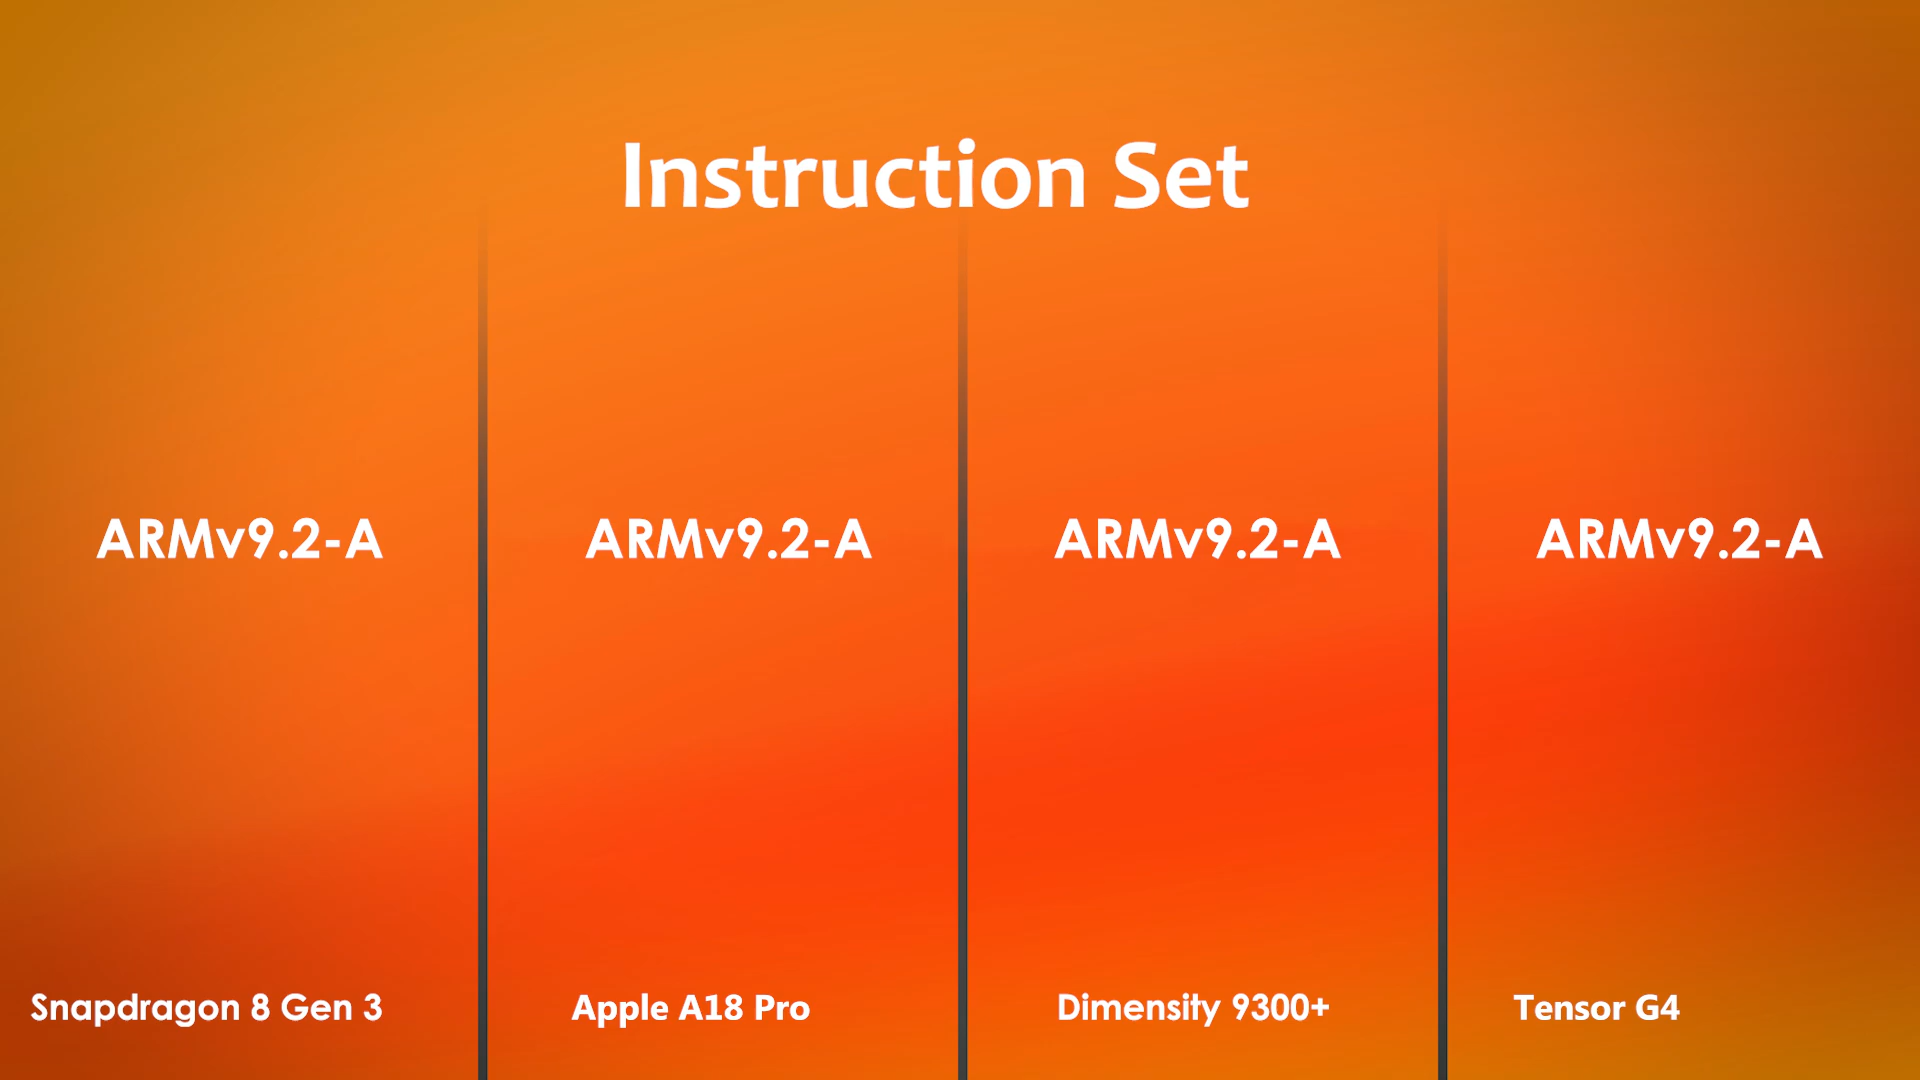 Instruction Set
ARMv9.2-A
ARMv9.2-A
ARMv9.2-A
ARMv9.2-A
Snapdragon 8 Gen 3
Apple A18 Pro
Dimensity 9300+
Tensor G4